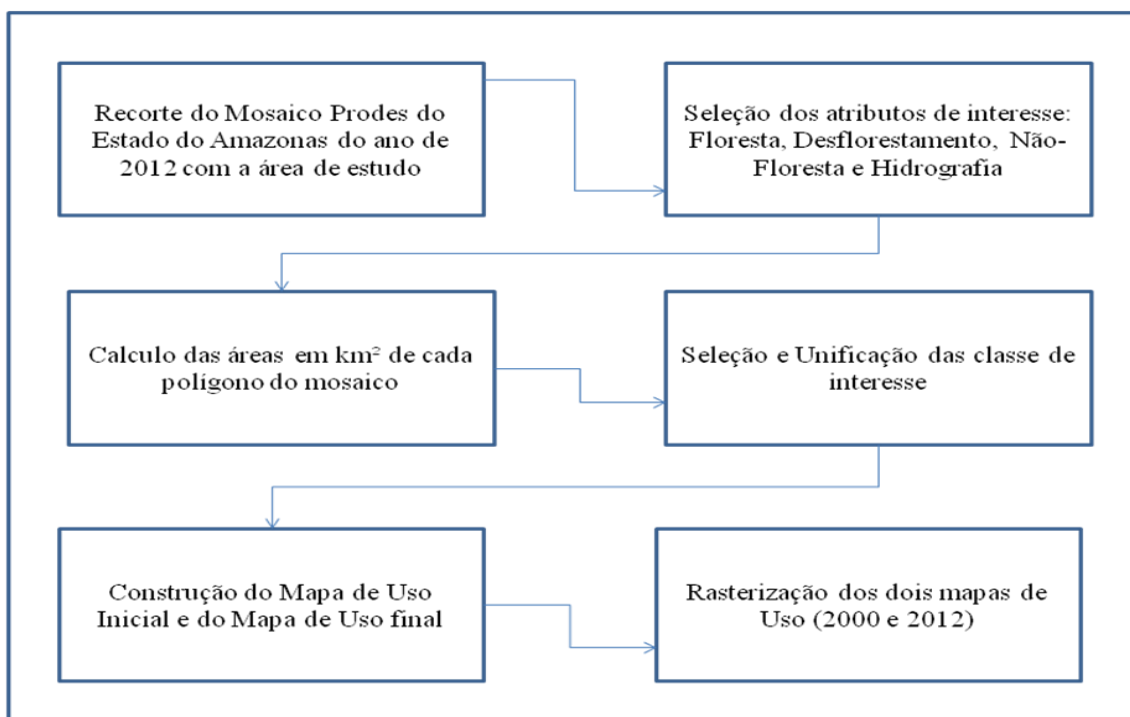 Recorte do Mosaico Prodes do
Estado do Amazonas do ano de
2012 com a área de estudo
Seleção dos atributos de interesse:
Floresta, Desflorestamento, Não-
Floresta e Hidrografia
Calculo das áreas em km² de cada
polígono do mosaico
Seleção e Unificação das classe de
interesse
Construção do Mapa de Uso
Inicial e do Mapa de Uso final
Rasterização dos dois mapas de
Uso (2000 e 2012)